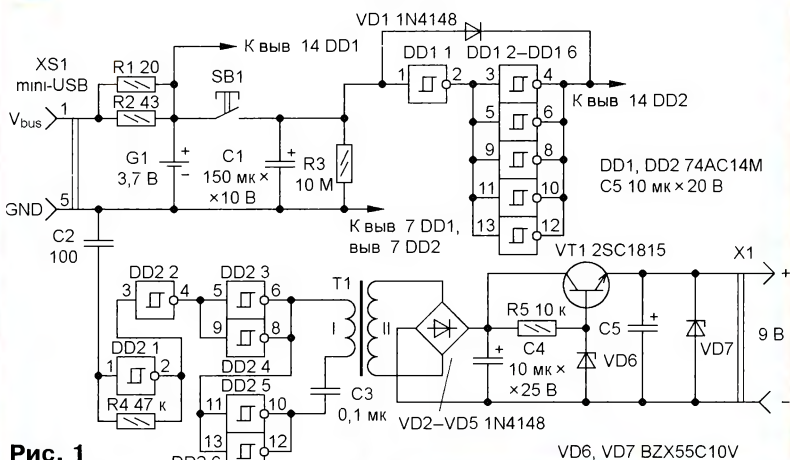 VD1 1N4148
К выв 14 DD1
DD1 1 DD1 2–DD1 6
XS1
mini-USB
R1 20
SB1
1 2 3 4
К выв 14 DD2
Vbus 1
R2 43
5 6
G1
3,7 В
C1
150 мк ×
×10 В
R3
10 М
9 8
DD1, DD2 74AC14M
C5 10 мк × 20 В
11 10
GND 5
13 12
К выв 7 DD1,
выв 7 DD2
C2
100
VT1 2SC1815
X1
DD2 2 DD2 3
T1
3 4 5 6
9 8
I II
R5 10 к
C5
+
9 В
–
DD2 1
1 2
DD2 4
DD2 5
C4
10 мк ×
×25 В
VD6
VD7
R4 47 к
11 10
C3
0,1 мк
VD2–VD5 1N4148
13 12
Рис. 1
DD2 6
VD6, VD7 BZX55C10V